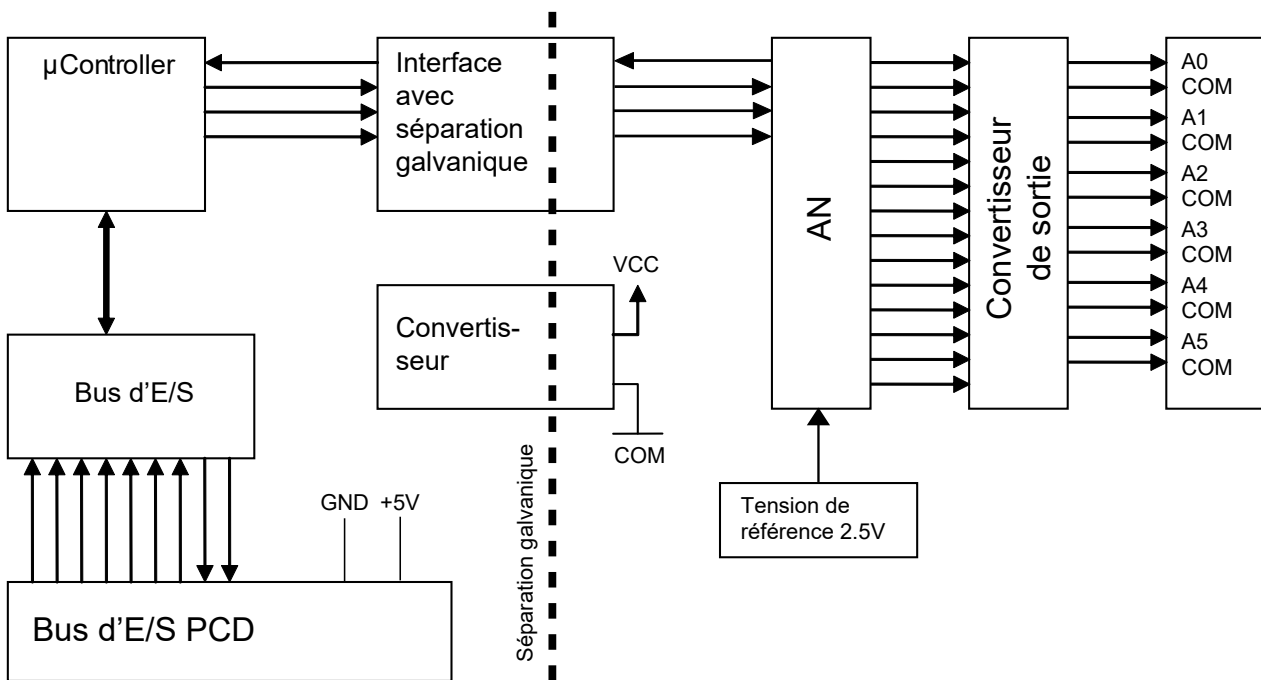 µController
Interface
avec
séparation
galvanique
AN
Convertisseur
de sortie
A0
COM
A1
COM
A2
COM
A3
COM
A4
COM
A5
COM
VCC
Convertis-
seur
COM
Bus d’E/S
Tension de
référence 2.5V
GND +5V
Séparation galvanique
Bus d’E/S PCD